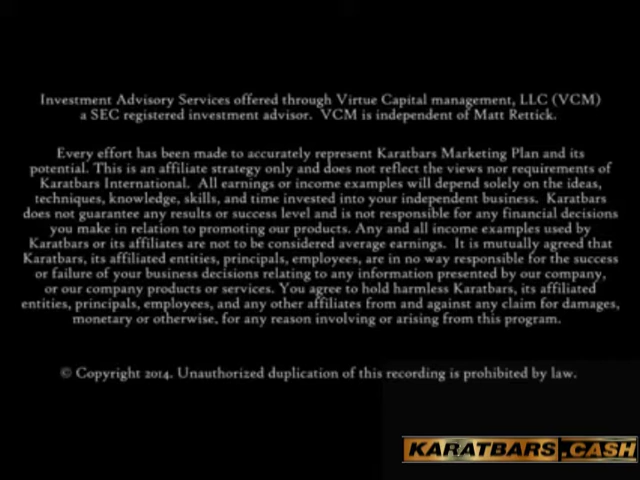 Investment Advisory Services offered through Virtue Capital management, LLC (VCM)
a SEC registered investment advisor. VCM is independent of Matt Rettick.
Every effort has been made to accurately represent Karatbars Marketing Plan and its
potential. This is an affiliate strategy only and does not reflect the views nor requirements of
Karatbars International. All earnings or income examples will depend solely on the ideas,
techniques, knowledge, skills, and time invested into your independent business. Karatbars
does not guarantee any results or success level and is not responsible for any financial decisions
you make in relation to promoting our products. Any and all income examples used by
Karatbars or its affiliates are not to be considered average earnings. It is mutually agreed that
Karatbars, its affiliated entities, principals, employees, are in no way responsible for the success
or failure of your business decisions relating to any information presented by our company,
or our company products or services. You agree to hold harmless Karatbars, its affiliated
entities, principals, employees, and any other affiliates from and against any claim for damages,
monetary or otherwise, for any reason involving or arising from this program.
© Copyright 2014. Unauthorized duplication of this recording is prohibited by law.
KARATBARS.CASH